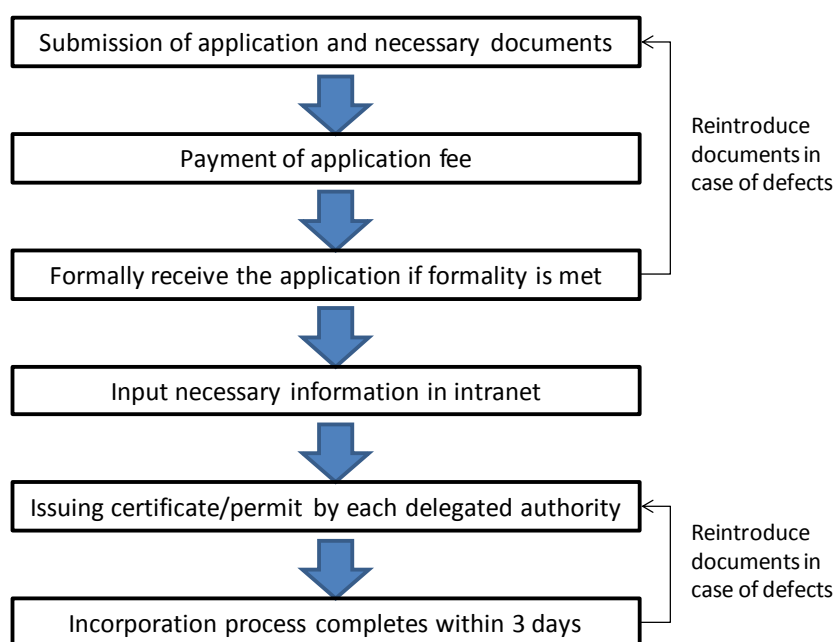 Submission of application and necessary documents
Payment of application fee
Reintroduce
documents in
case of defects
Formally receive the application if formality is met
Input necessary information in intranet
Issuing certificate/permit by each delegated authority
Reintroduce
documents in
case of defects
Incorporation process completes within 3 days